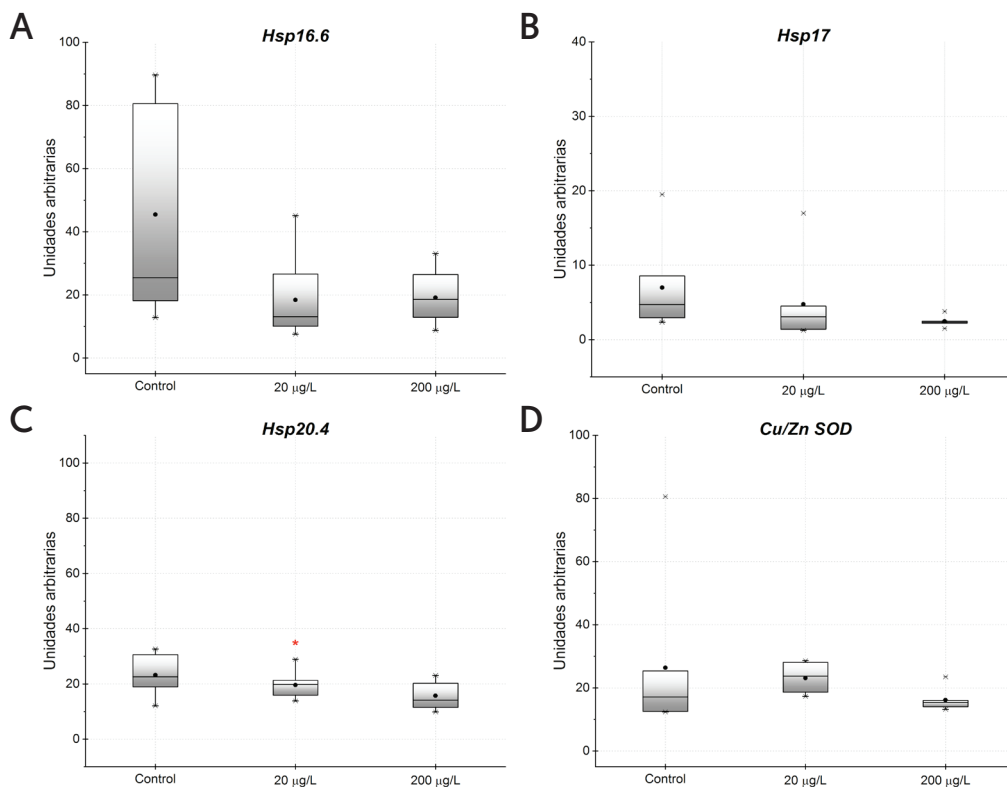 A
Hsp16.6
Unidades arbitrarias
100
80
60
40
20
0
Control
20 µg/L
200 µg/L
B
Hsp17
Unidades arbitrarias
40
30
20
10
0
Control
20 µg/L
200 µg/L
C
Hsp20.4
Unidades arbitrarias
100
80
60
40
20
0
*
Control
20 µg/L
200 µg/L
D
Cu/Zn SOD
Unidades arbitrarias
100
80
60
40
20
0
Control
20 µg/L
200 µg/L